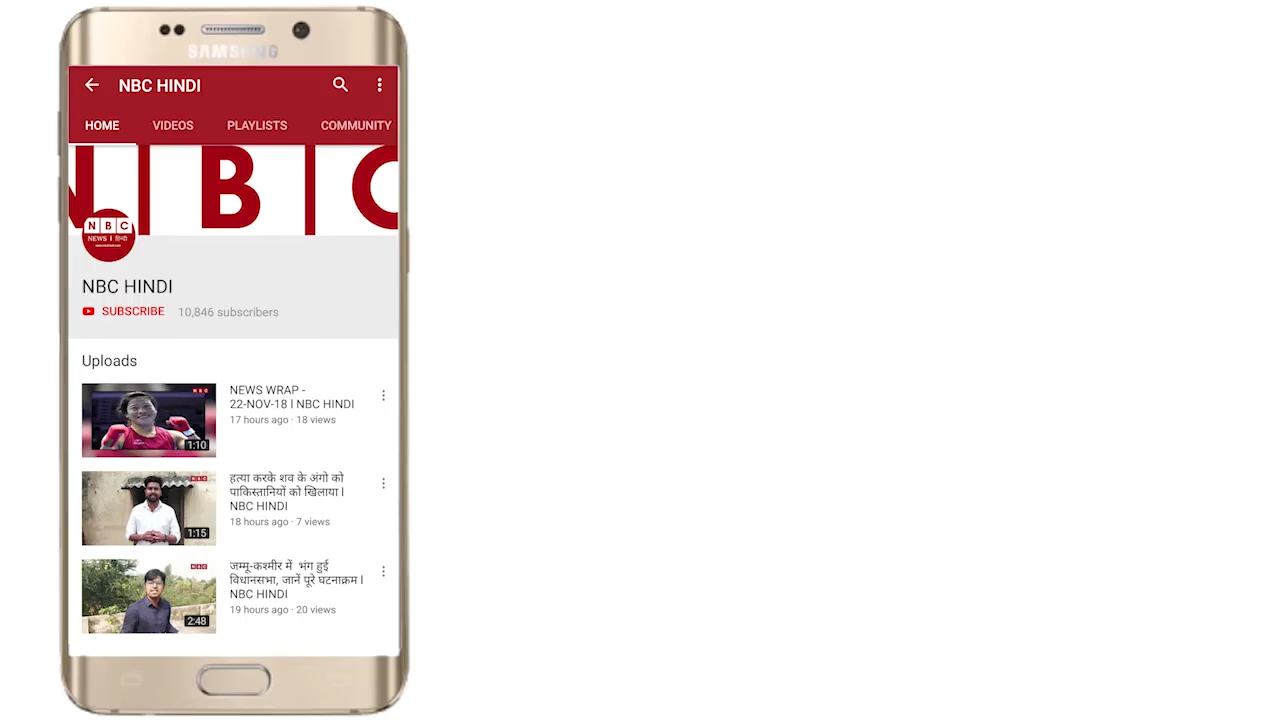 SAMSUNG
NBC HINDI
HOME VIDEOS PLAYLISTS COMMUNITY
N B C
N B C
NEWS I हिन्दी
NBC HINDI
SUBSCRIBE 10,846 subscribers
Uploads
NBC
1:10
NEWS WRAP -
22-NOV-18 l NBC HINDI
17 hours ago · 18 views
NBC
1:15
हत्या करके शव के अंगो को
पाकिस्तानियों को खिलाया l
NBC HINDI
18 hours ago · 7 views
NBC
2:48
जम्मू-कश्मीर में भंग हुई
विधानसभा, जानें पूरे घटनाक्रम l
NBC HINDI
19 hours ago · 20 views